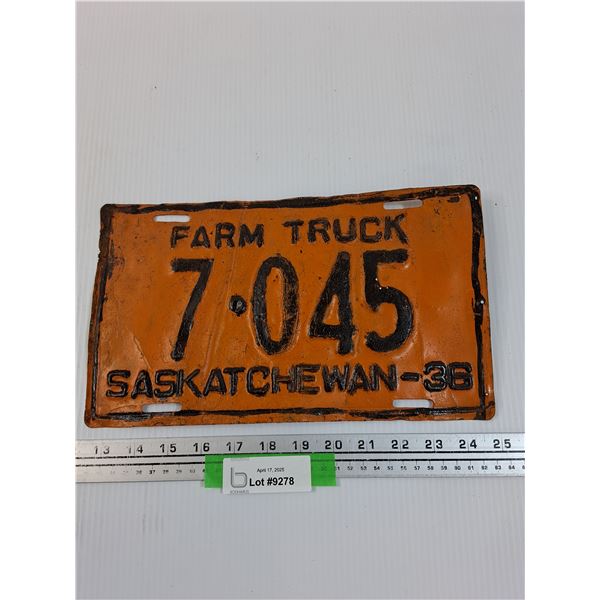 FARM TRUCK
7·045
SASKATCHEWAN-36
13 14 15 16 17 18 19 20 21 22 23 24 25
April 17, 2025
Lot #9278